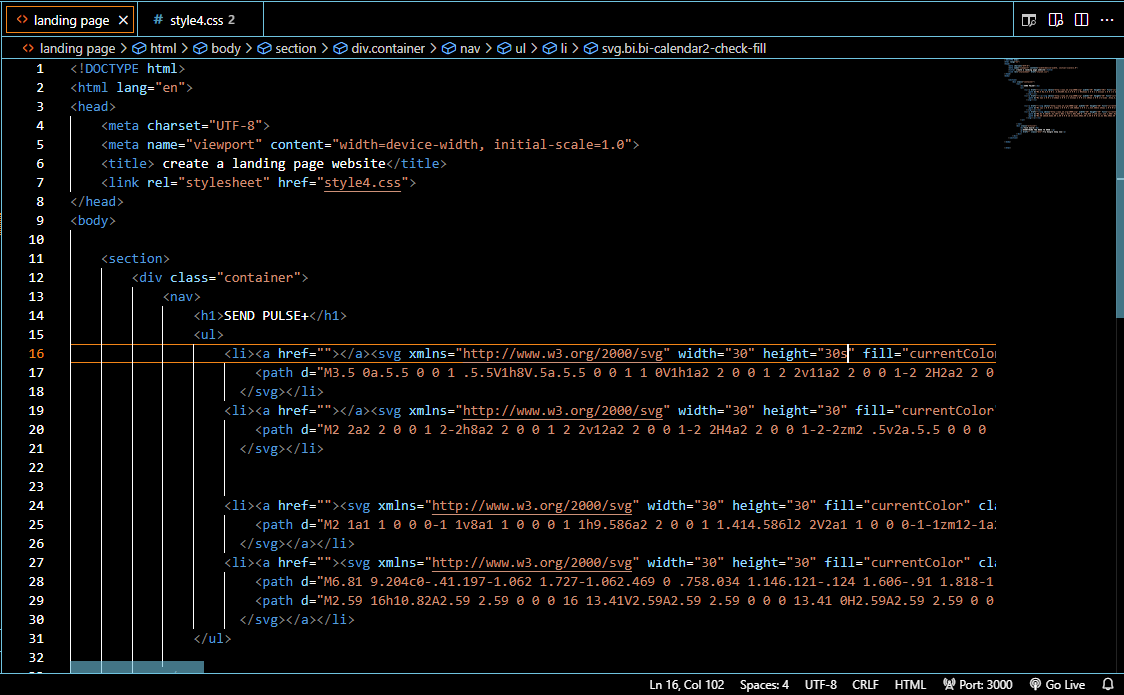 landing page
# style4.css 2
landing page > html > body > section > div.container > nav > ul > li > svg.bi.bi-calendar2-check-fill
1 <!DOCTYPE html>
2 <html lang="en">
3 <head>
4 <meta charset="UTF-8">
5 <meta name="viewport" content="width=device-width, initial-scale=1.0">
6 <title> create a landing page website</title>
7 <link rel="stylesheet" href="style4.css">
8 </head>
9 <body>
10
11 <section>
12 <div class="container">
13 <nav>
14 <h1>SEND PULSE+</h1>
15 <ul>
16 <li><a href=""></a><svg xmlns="http://www.w3.org/2000/svg" width="30" height="30s" fill="currentColor
17 <path d="M3.5 0a.5.5 0 0 1 .5.5V1h8V.5a.5.5 0 0 1 1 0V1h1a2 2 0 0 1 2 2v11a2 2 0 0 1-2 2H2a2 2 0
18 </svg></li>
19 <li><a href=""></a><svg xmlns="http://www.w3.org/2000/svg" width="30" height="30" fill="currentColor"
20 <path d="M2 2a2 2 0 0 1 2-2h8a2 2 0 0 1 2 2v12a2 2 0 0 1-2 2H4a2 2 0 0 1-2-2zm2 .5v2a.5.5 0 0 0
21 </svg></li>
22
23
24 <li><a href=""><svg xmlns="http://www.w3.org/2000/svg" width="30" height="30" fill="currentColor" cla
25 <path d="M2 1a1 1 0 0 0-1 1v8a1 1 0 0 0 1 1h9.586a2 2 0 0 1 1.414.586l2 2V2a1 1 0 0 0-1-1zm12-1a2
26 </svg></a></li>
27 <li><a href=""><svg xmlns="http://www.w3.org/2000/svg" width="30" height="30" fill="currentColor" cla
28 <path d="M6.81 9.204c0-.41.197-1.062 1.727-1.062.469 0 .758.034 1.146.121-.124 1.606-.91 1.818-1
29 <path d="M2.59 16h10.82A2.59 2.59 0 0 0 16 13.41V2.59A2.59 2.59 0 0 0 13.41 0H2.59A2.59 2.59 0 0
30 </svg></a></li>
31 </ul>
32
Ln 16, Col 102 Spaces: 4 UTF-8 CRLF HTML Port: 3000 Go Live